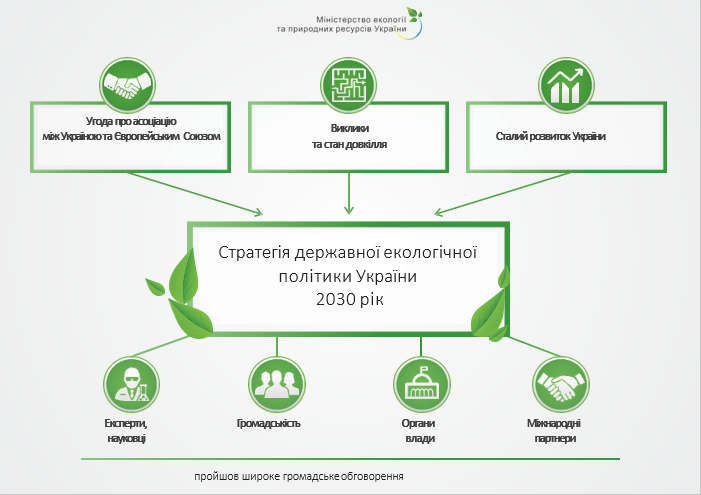 Міністерство екології
та природних ресурсів України
Угода про асоціацію
між Україною та Європейським Союзом
Виклики
та стан довкілля
Сталий розвиток України
Стратегія державної екологічної
політики України
2030 рік
Експерти,
науковці
Громадськість
Органи
влади
Міжнародні
партнери
пройшов широке громадське обговорення